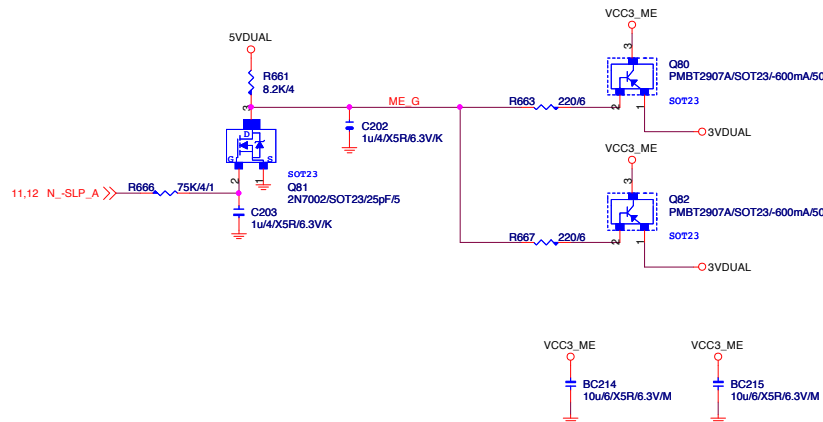 VCC3_ME
5VDUAL
3
Q80
PMBT2907A/SOT23/-600mA/50
R661
8.2K/4
SOT23
3
ME_G
R663
220/6
2
1
C202
1u/4/X5R/6.3V/K
3VDUAL
D
G
S
VCC3_ME
SOT23
2
1
3
Q81
2N7002/SOT23/25pF/5
11,12 N_-SLP_A
R666
75K/4/1
Q82
PMBT2907A/SOT23/-600mA/50
C203
1u/4/X5R/6.3V/K
SOT23
R667
220/6
2
1
3VDUAL
VCC3_ME
VCC3_ME
BC214
10u/6/X5R/6.3V/M
BC215
10u/6/X5R/6.3V/M